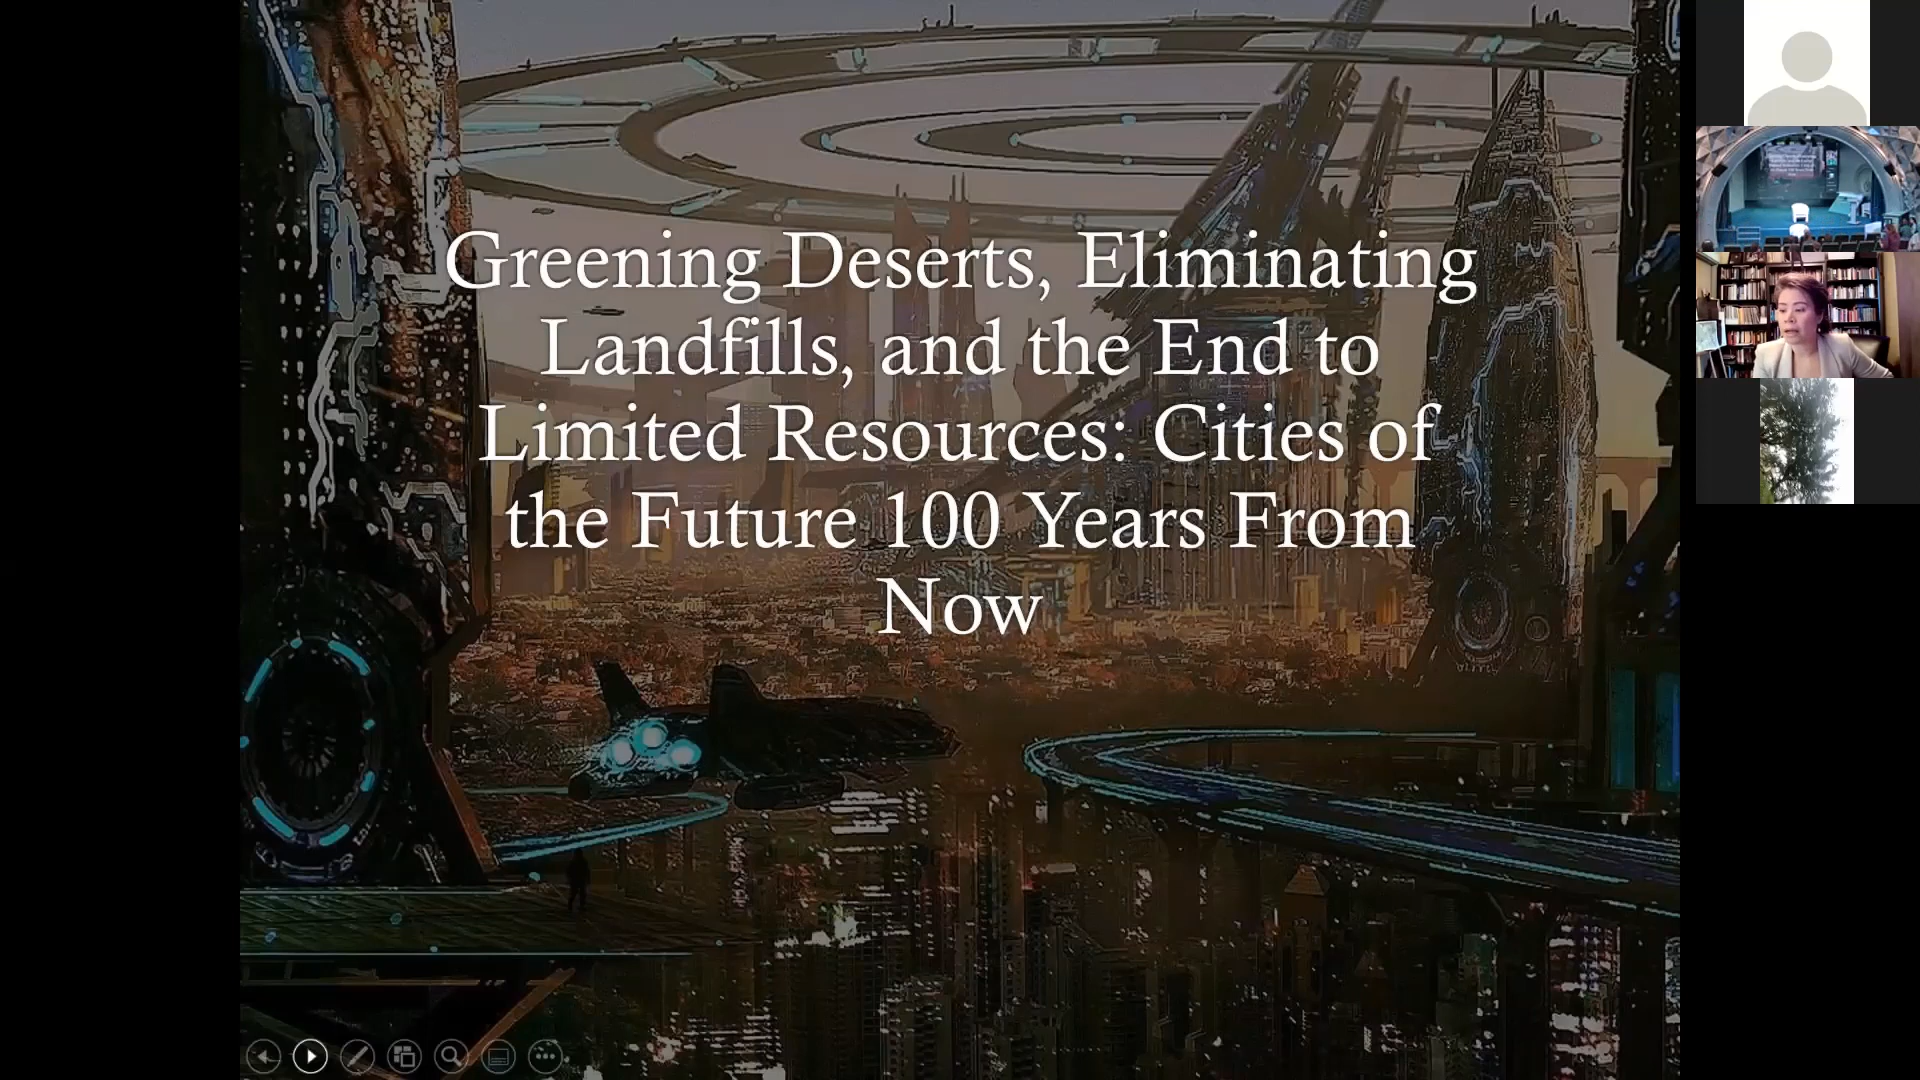 Greening Deserts, Eliminating
Landfills, and the End to
Limited Resources: Cities of
the Future 100 Years From
Now